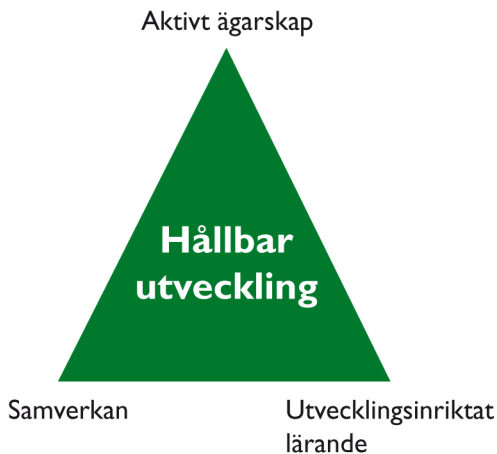 Aktivt ägarskap
Hållbar
utveckling
Samverkan
Utvecklingsinriktat
lärande